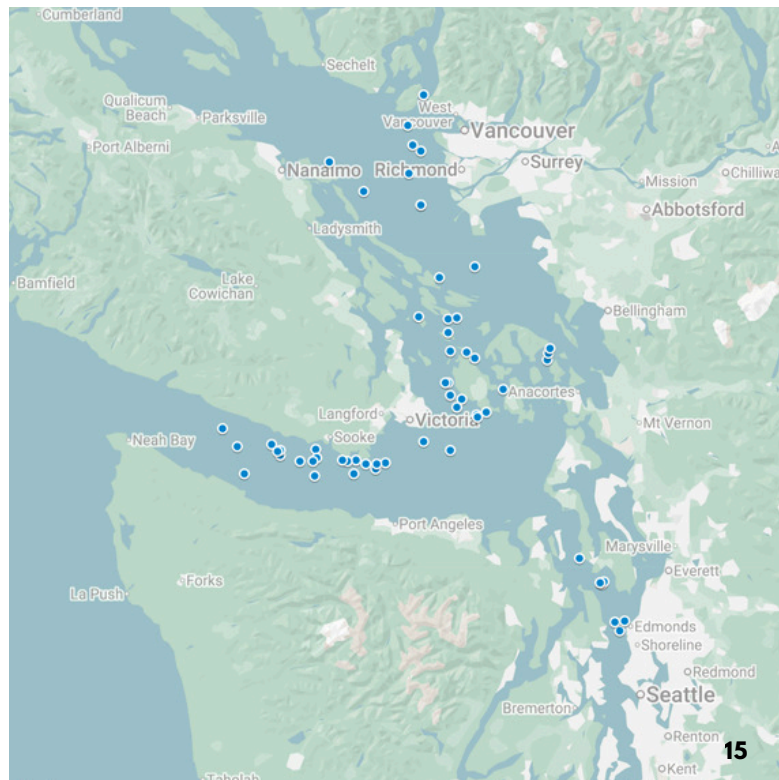 Cumberland
Sechelt
Qualicum
Beach
Parksville
West
Vancouver
Vancouver
Port Alberni
Nanaimo
Richmond
Surrey
Mission
Chilliwa
Abbotsford
Ladysmith
Bamfield
Lake
Cowichan
Bellingham
Anacortes
Langford
Victoria
Mt Vernon
Neah Bay
Sooke
Port Angeles
Marysville
Forks
Everett
La Push
Edmonds
Shoreline
Redmond
Seattle
Bremerton
Renton
15
Kent